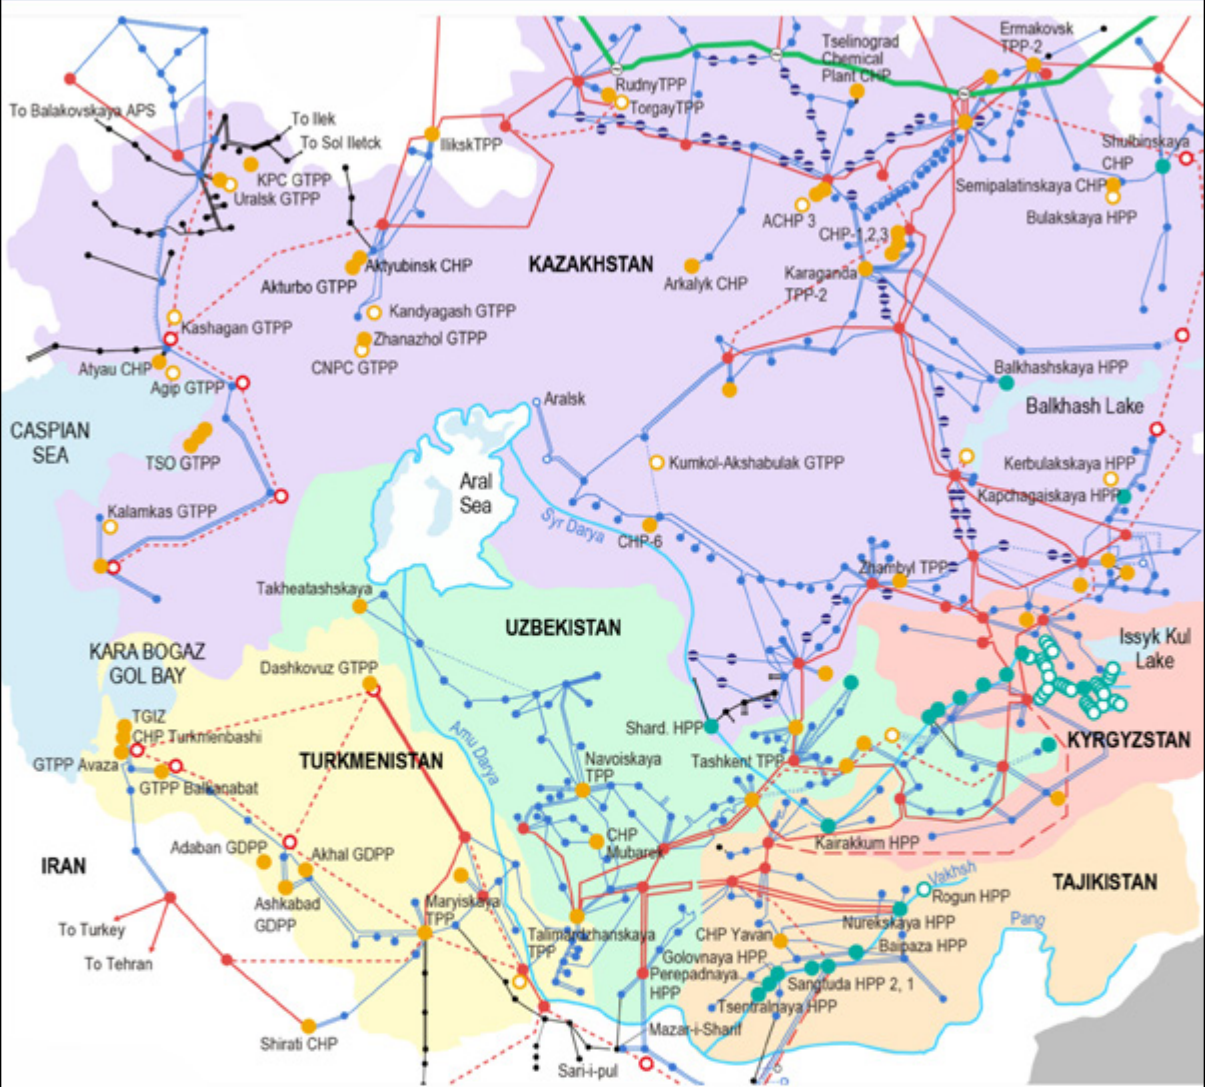 Ermakovsk
TPP-2
Tselinograd
Chemical
Plant CHP
RudnyTPP
TorgayTPP
To Balakovskaya APS
To Ilek
To Sol Iletck
IlikskTPP
Shulbinskaya
CHP
KPC GTPP
Uralsk GTPP
Semipalatinskaya CHP
Bulakskaya HPP
ACHP 3
CHP-1,2,3
KAZAKHSTAN
Aktyubinsk CHP
Akturbo GTPP
Arkalyk CHP
Karaganda
TPP-2
Kandyagash GTPP
Kashagan GTPP
Zhanazhol GTPP
CNPC GTPP
Atyau CHP
Agip GTPP
Balkhashskaya HPP
Aralsk
Balkhash Lake
CASPIAN
SEA
TSO GTPP
Kumkol-Akshabulak GTPP
Kerbulakskaya HPP
Kapchagaiskaya HPP
Aral
Sea
Kalamkas GTPP
Syr Darya
CHP-6
Zhambyl TPP
Takheatashskaya
UZBEKISTAN
Issyk Kul
Lake
KARA BOGAZ
GOL BAY
Dashkovuz GTPP
TGIZ
CHP Turkmenbashi
GTPP Avaza
GTPP Balkanabat
TURKMENISTAN
Amu Darya
Shard. HPP
Navoiskaya
TPP
Tashkent TPP
KYRGYZSTAN
CHP
Mubarek
Kairakkum HPP
Adaban GDPP
Akhal GDPP
IRAN
Ashkabad
GDPP
Maryiskaya
TPP
Vakhsh
Rogun HPP
TAJIKISTAN
Nurekskaya HPP
Pang
To Turkey
To Tehran
Talimardzhanskaya
TPP
CHP Yavan
Baipaza HPP
Golovnaya HPP
Perepadnaya
HPP
Sangtuda HPP 2, 1
Tsentralnaya HPP
Shirati CHP
Mazar-i-Sharif
Sari-i-pul